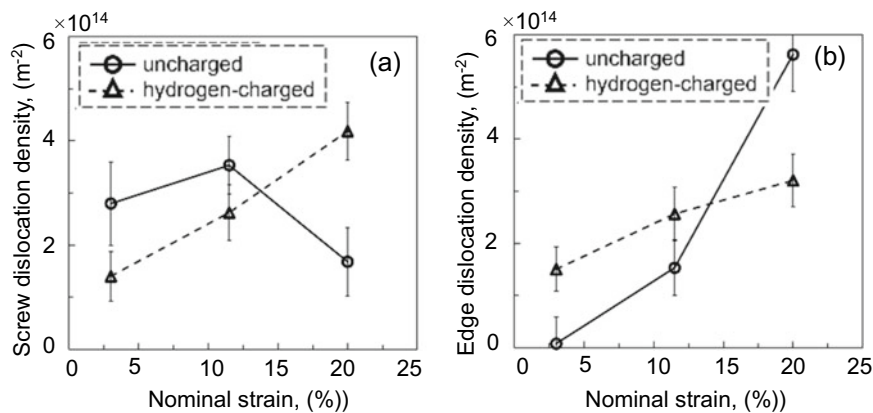 ×10¹⁴
6
4
2
0
0 5 10 15 20 25
Screw dislocation density, (m⁻²)
Nominal strain, (%))
uncharged
hydrogen-charged
(a)
×10¹⁴
6
4
2
0
0 5 10 15 20 25
Edge dislocation density, (m⁻²)
Nominal strain, (%))
uncharged
hydrogen-charged
(b)